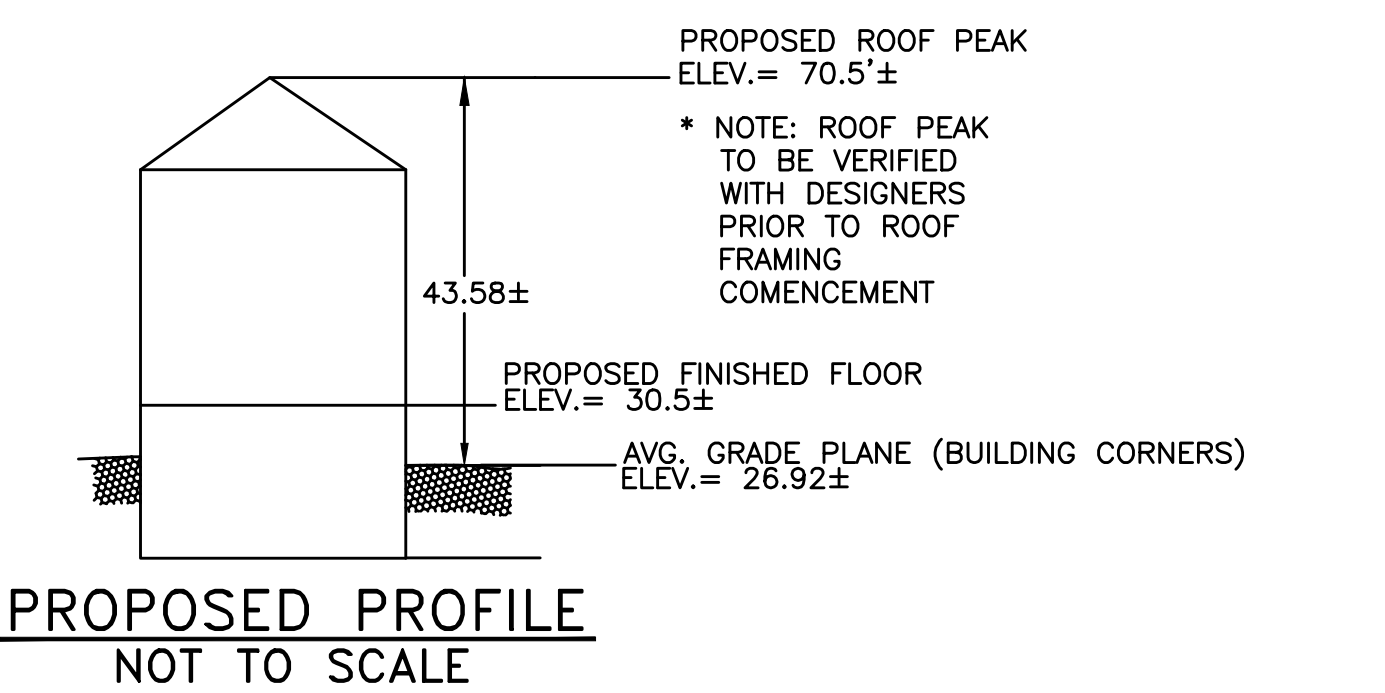 PROPOSED ROOF PEAK
ELEV.= 70.5'±
* NOTE: ROOF PEAK
TO BE VERIFIED
WITH DESIGNERS
PRIOR TO ROOF
FRAMING
COMENCEMENT
43.58±
PROPOSED FINISHED FLOOR
ELEV.= 30.5±
AVG. GRADE PLANE (BUILDING CORNERS)
ELEV.= 26.92±
PROPOSED PROFILE
NOT TO SCALE